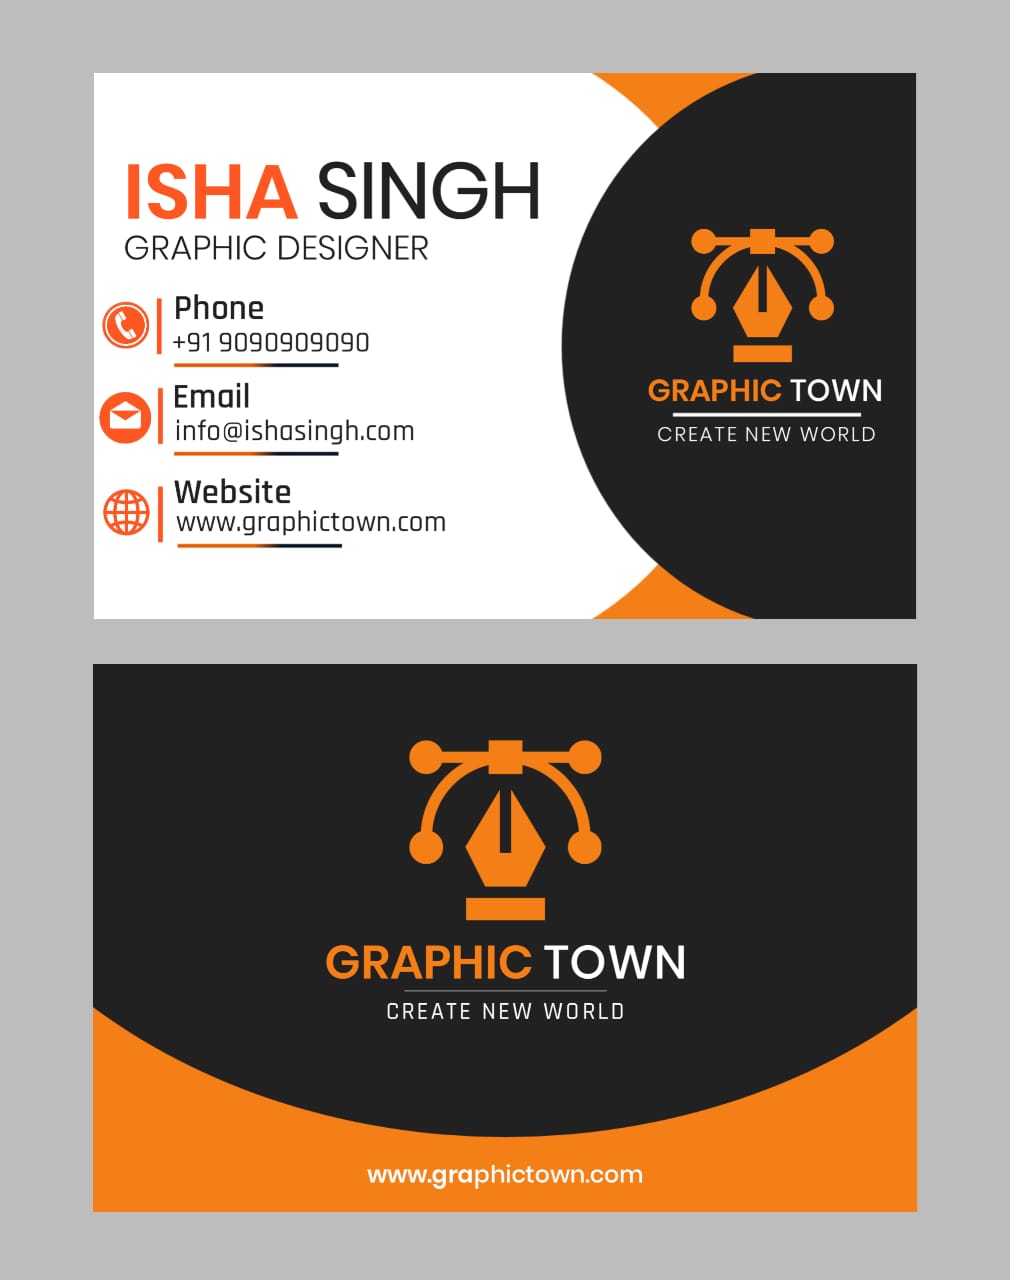 ISHA SINGH
GRAPHIC DESIGNER
Phone
+91 9090909090
Email
info@ishasingh.com
Website
www.graphictown.com
GRAPHIC TOWN
CREATE NEW WORLD
GRAPHIC TOWN
CREATE NEW WORLD
www.graphictown.com